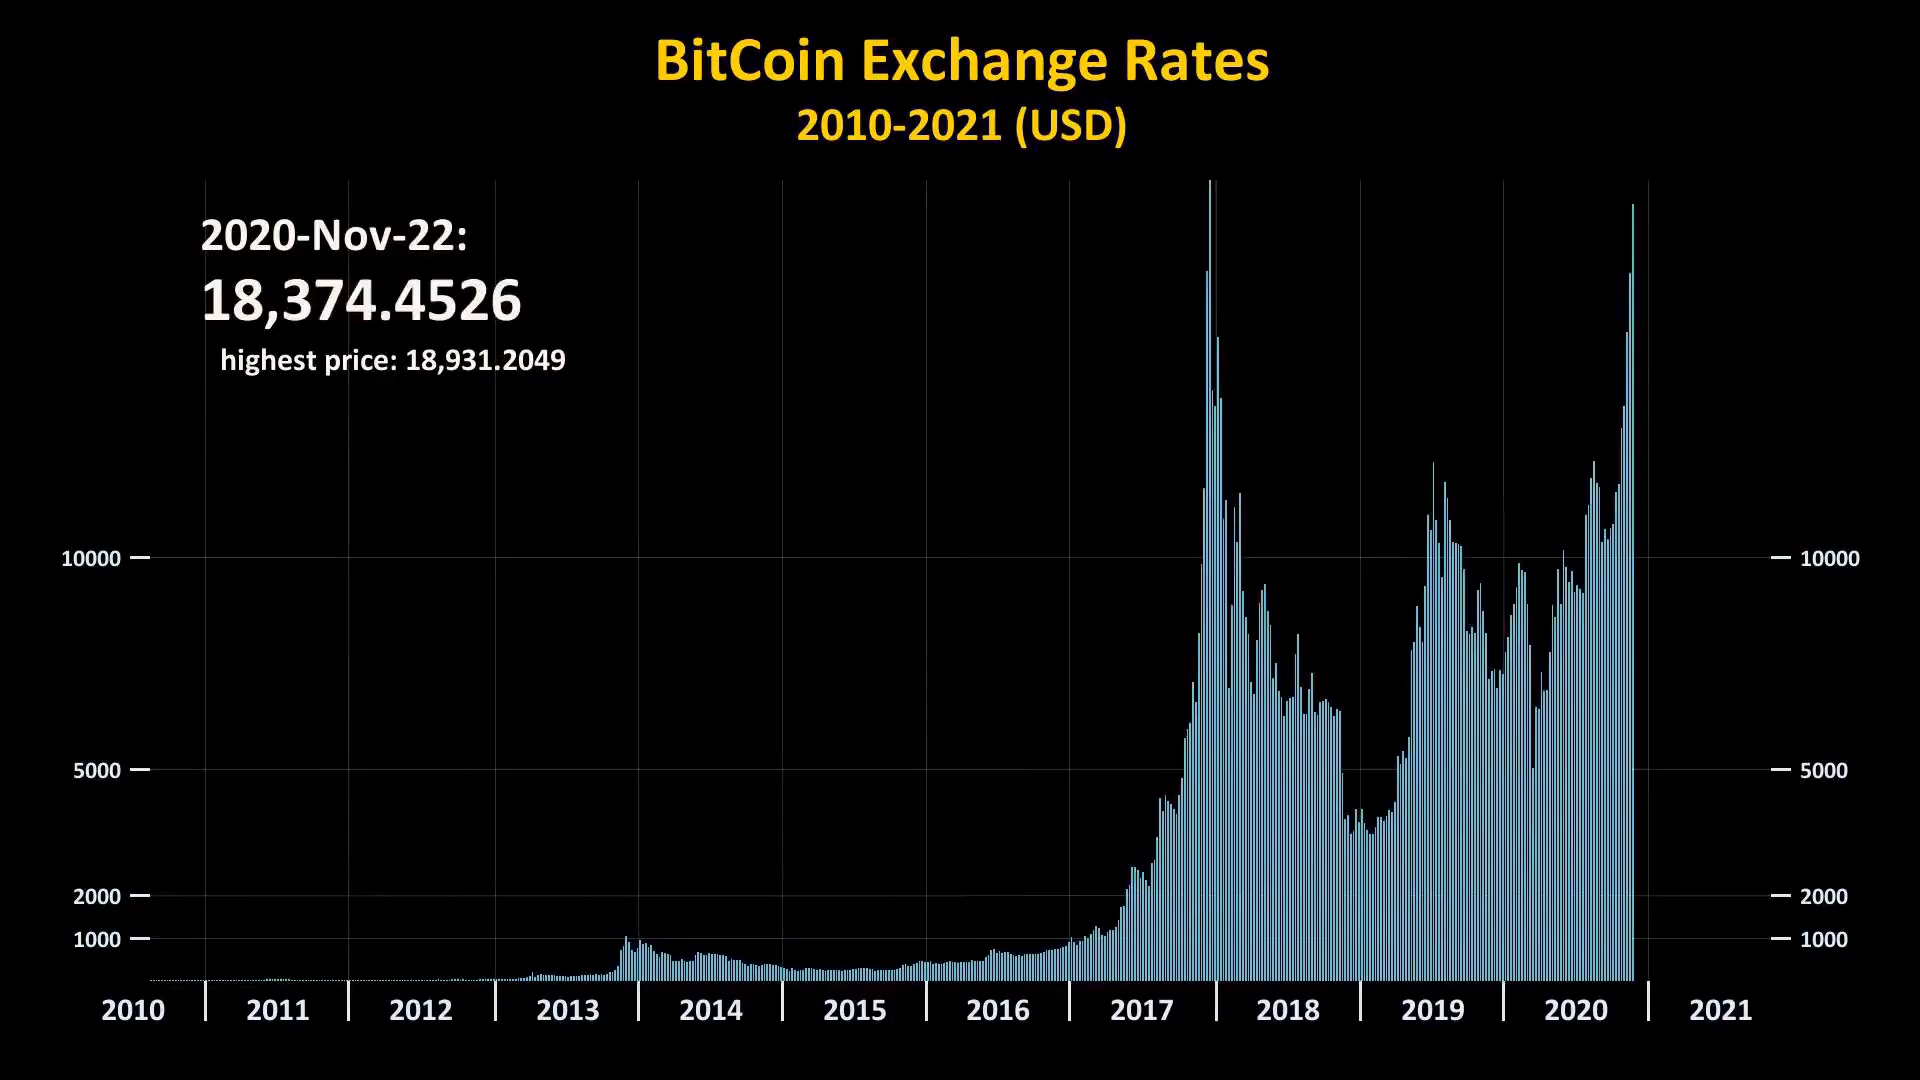 BitCoin Exchange Rates
2010-2021 (USD)
2020-Nov-22:
18,374.4526
highest price: 18,931.2049
10000
10000
5000
5000
2000
2000
1000
1000
2010 2011 2012 2013 2014 2015 2016 2017 2018 2019 2020 2021